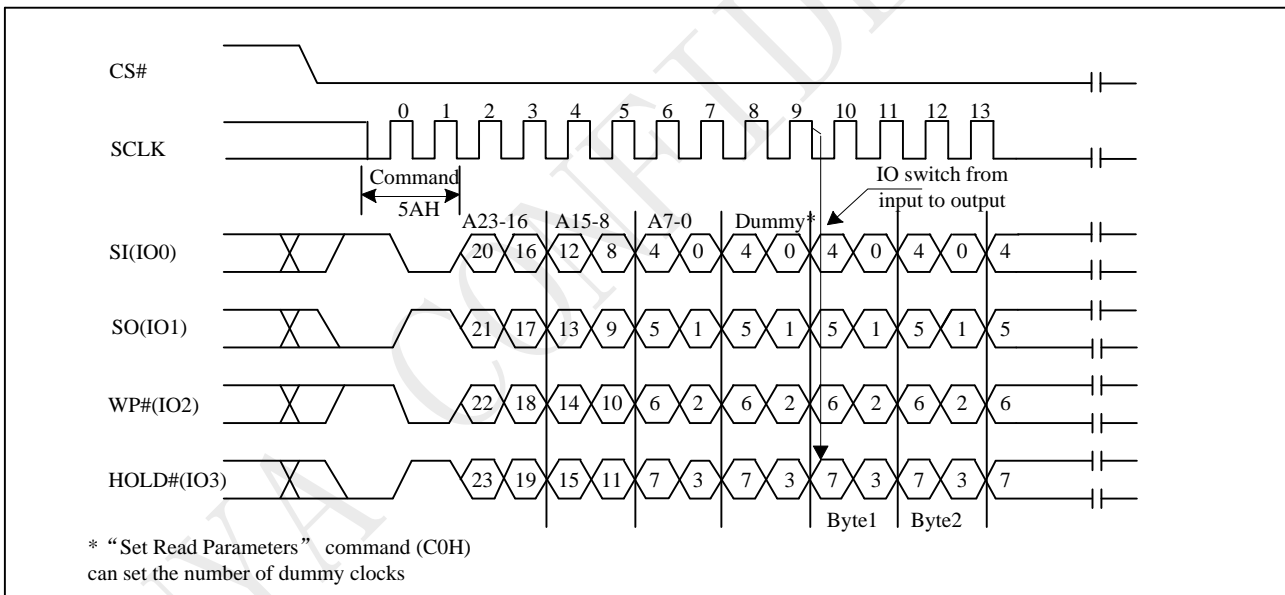 CS#
0 1 2 3 4 5 6 7 8 9 10 11 12 13
SCLK
Command
5AH
IO switch from
input to output
A23-16 A15-8 A7-0 Dummy*
SI(IO0) 20 16 12 8 4 0 4 0 4 0 4 0 4
SO(IO1) 21 17 13 9 5 1 5 1 5 1 5 1 5
WP#(IO2) 22 18 14 10 6 2 6 2 6 2 6 2 6
HOLD#(IO3) 23 19 15 11 7 3 7 3 7 3 7 3 7
Byte1 Byte2
* “Set Read Parameters” command (C0H)
can set the number of dummy clocks
YA CONFIDE